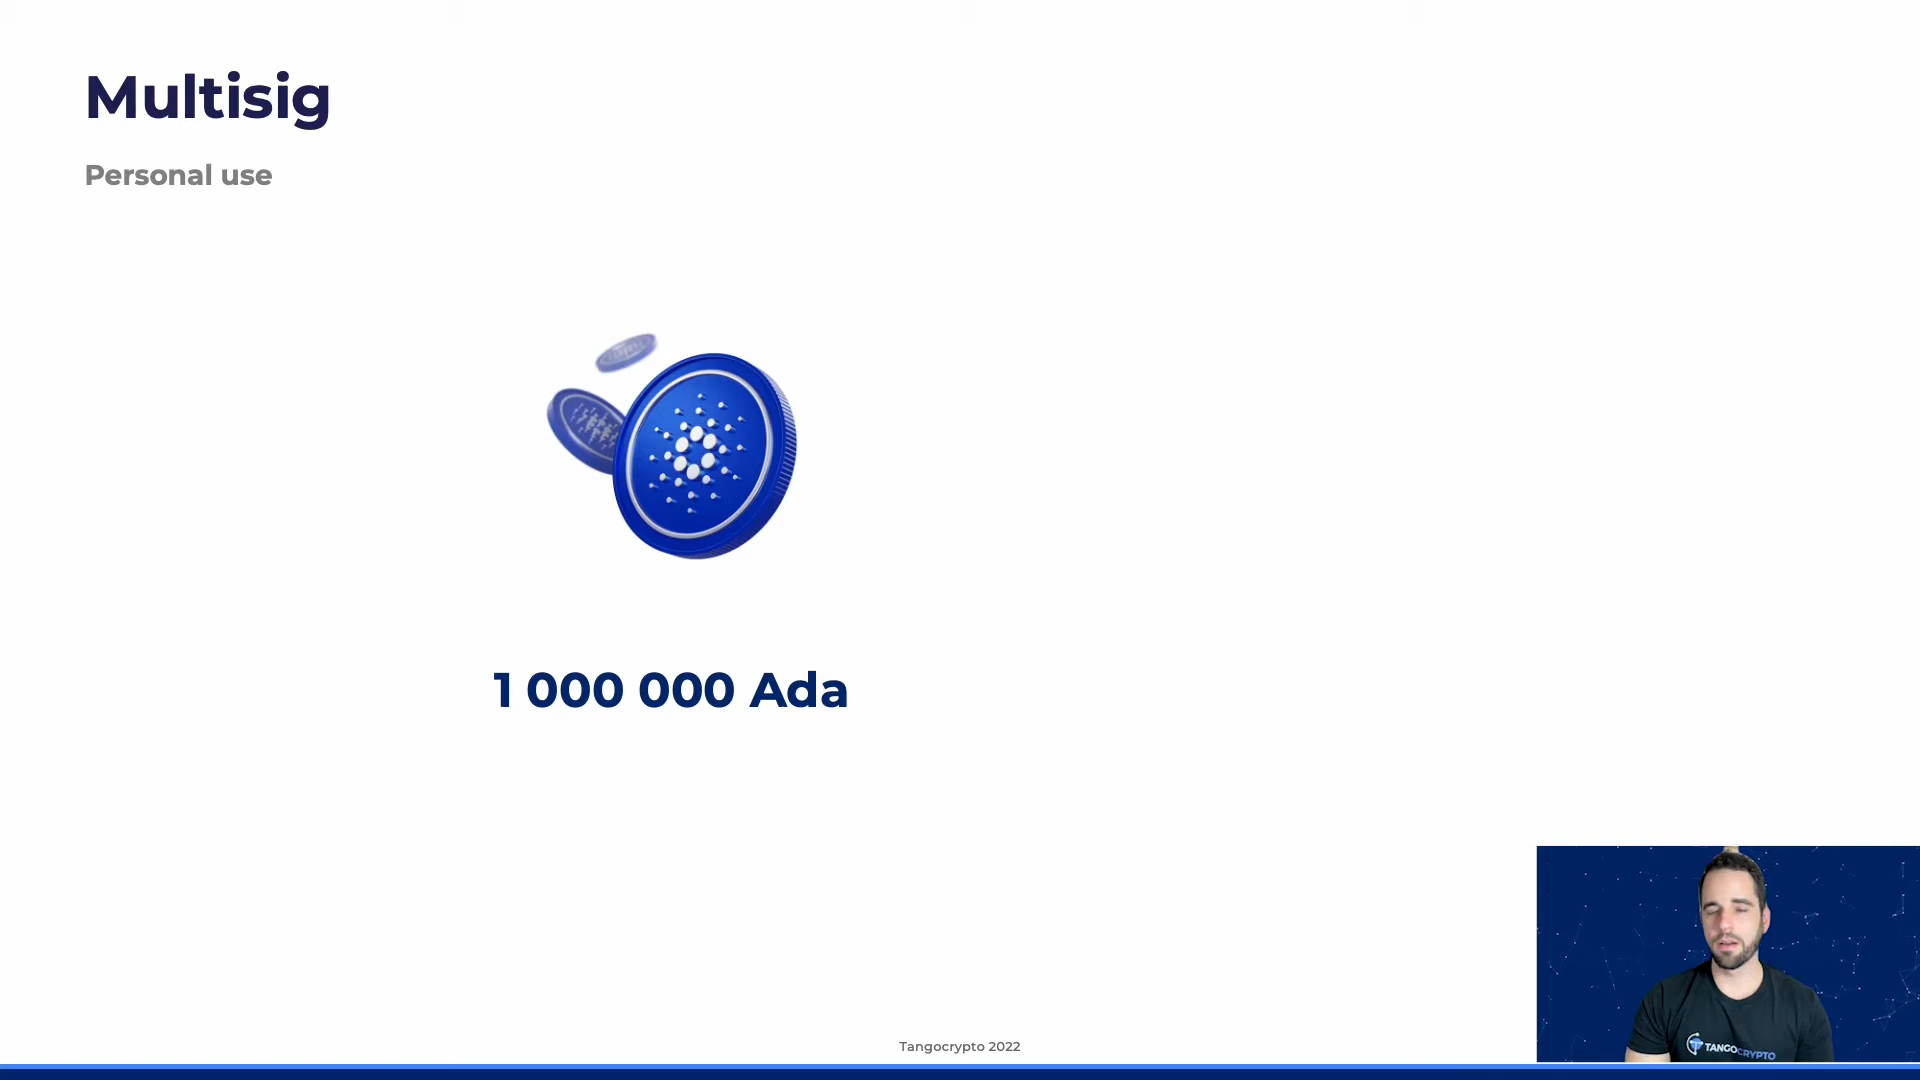 Multisig
Personal use
1 000 000 Ada
Tangocrypto 2022
TANGOCRYPTO